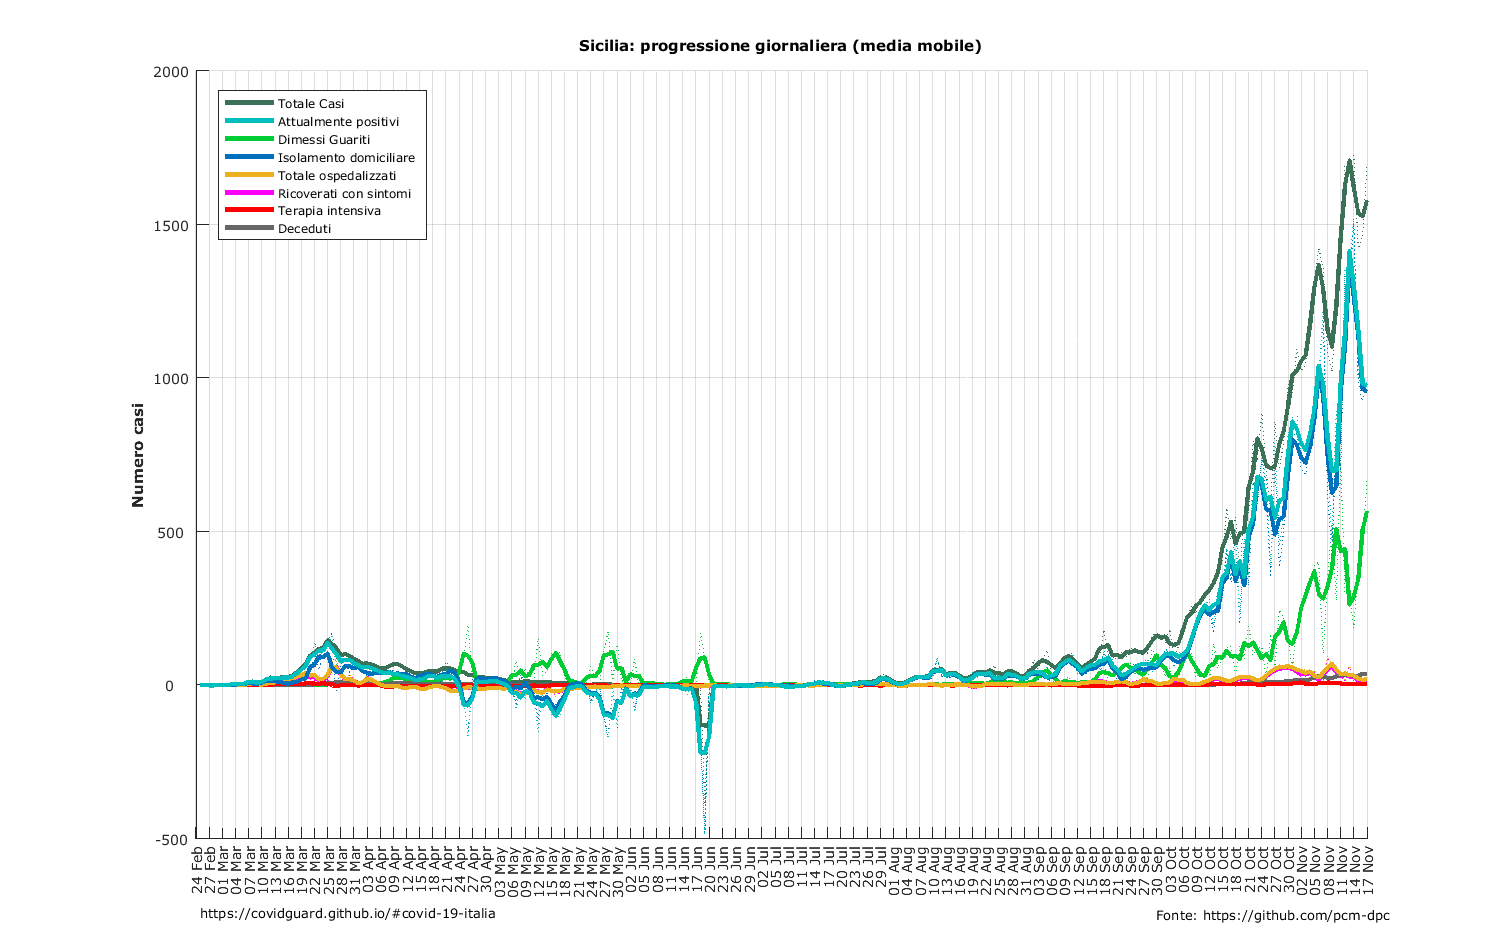 Sicilia: progressione giornaliera (media mobile)
2000
1500
1000
500
0
-500
Numero casi
Totale Casi
Attualmente positivi
Dimessi Guariti
Isolamento domiciliare
Totale ospedalizzati
Ricoverati con sintomi
Terapia intensiva
Deceduti
24 Feb
27 Feb
01 Mar
04 Mar
07 Mar
10 Mar
13 Mar
16 Mar
19 Mar
22 Mar
25 Mar
28 Mar
31 Mar
03 Apr
06 Apr
09 Apr
12 Apr
15 Apr
18 Apr
21 Apr
24 Apr
27 Apr
30 Apr
03 May
06 May
09 May
12 May
15 May
18 May
21 May
24 May
27 May
30 May
02 Jun
05 Jun
08 Jun
11 Jun
14 Jun
17 Jun
20 Jun
23 Jun
26 Jun
29 Jun
02 Jul
05 Jul
08 Jul
11 Jul
14 Jul
17 Jul
20 Jul
23 Jul
26 Jul
29 Jul
01 Aug
04 Aug
07 Aug
10 Aug
13 Aug
16 Aug
19 Aug
22 Aug
25 Aug
28 Aug
31 Aug
03 Sep
06 Sep
09 Sep
12 Sep
15 Sep
18 Sep
21 Sep
24 Sep
27 Sep
30 Sep
03 Oct
06 Oct
09 Oct
12 Oct
15 Oct
18 Oct
21 Oct
24 Oct
27 Oct
30 Oct
02 Nov
05 Nov
08 Nov
11 Nov
14 Nov
17 Nov
https://covidguard.github.io/#covid-19-italia
Fonte: https://github.com/pcm-dpc